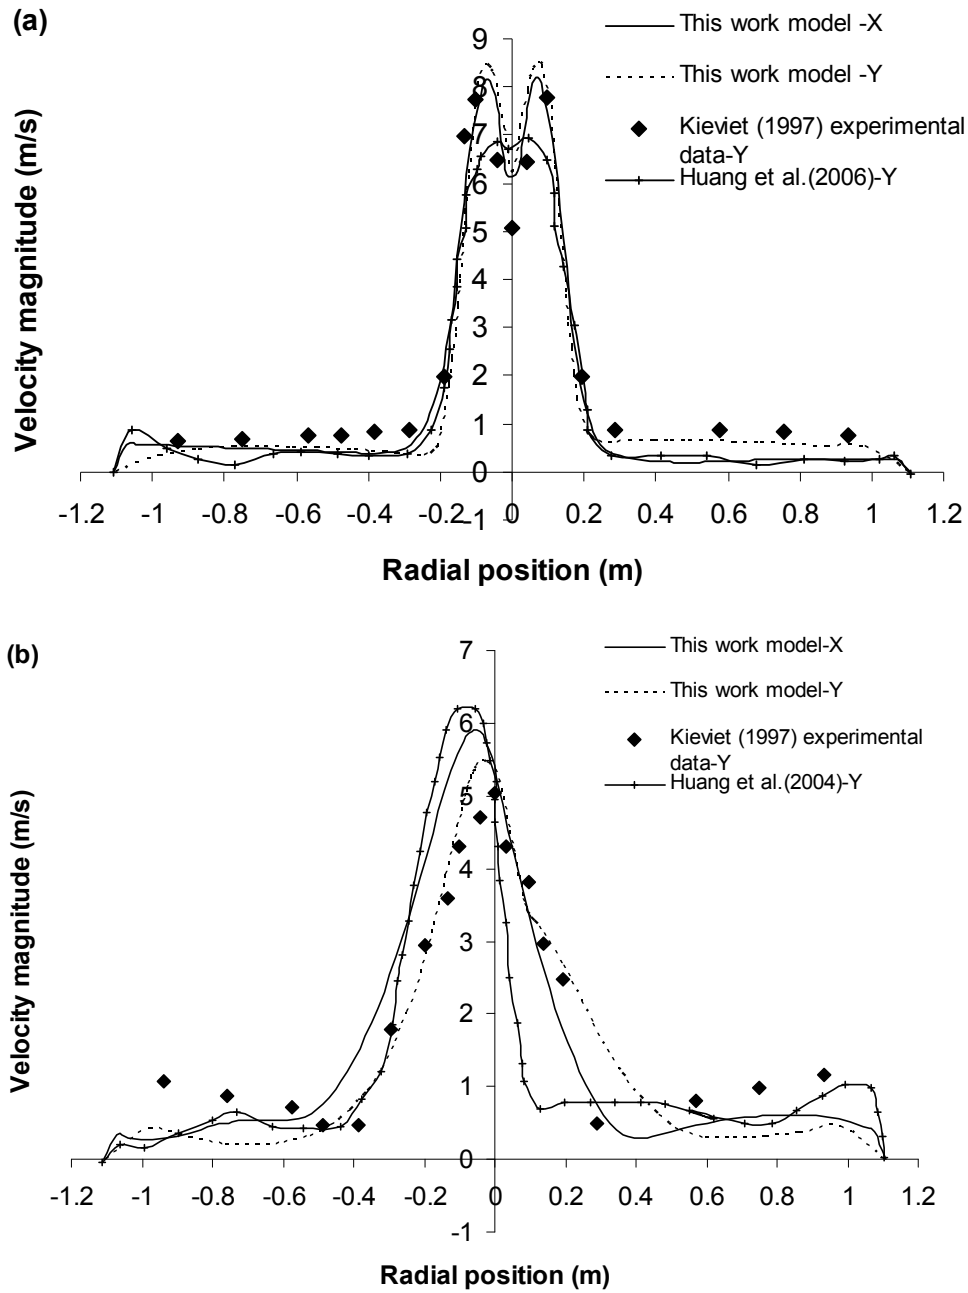 (a)
This work model -X
This work model -Y
Kieviet (1997) experimental
data-Y
Huang et al.(2006)-Y
Velocity magnitude (m/s)
9
8
7
6
5
4
3
2
1
0
-1
-1.2 -1 -0.8 -0.6 -0.4 -0.2 0 0.2 0.4 0.6 0.8 1 1.2
Radial position (m)
(b)
This work model-X
This work model-Y
Kieviet (1997) experimental
data-Y
Huang et al.(2004)-Y
Velocity magnitude (m/s)
7
6
5
4
3
2
1
0
-1
-1.2 -1 -0.8 -0.6 -0.4 -0.2 0 0.2 0.4 0.6 0.8 1 1.2
Radial position (m)